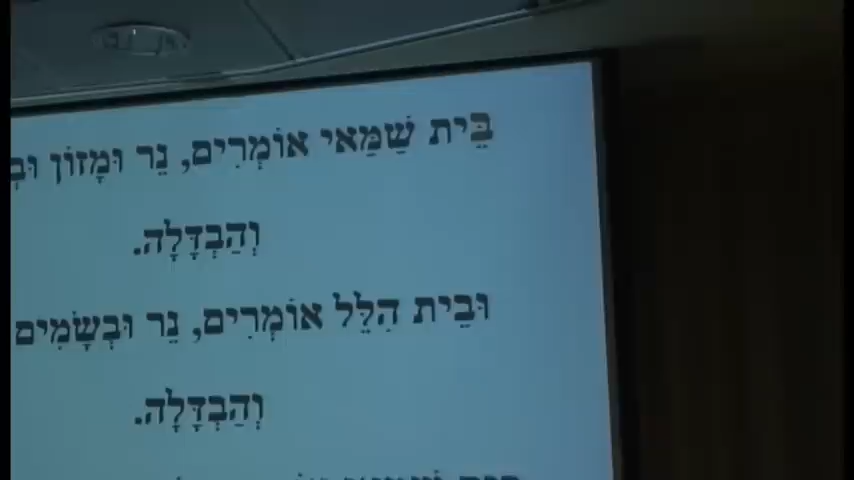 בֵּית שַׁמַּאי אוֹמְרִים, נֵר וּמָזוֹן
וְהַבְדָּלָה.
וּבֵית הִלֵּל אוֹמְרִים, נֵר וּבְשָׂמִים
וְהַבְדָּלָה.